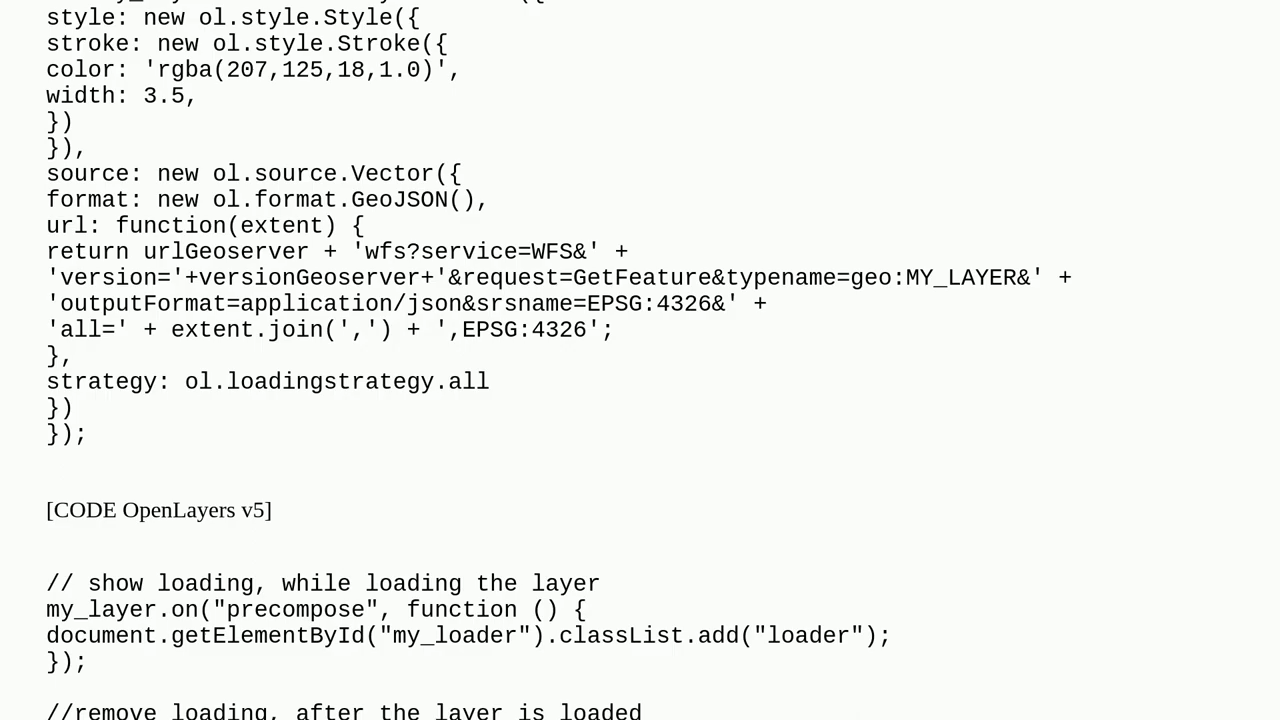 style: new ol.style.Style({
stroke: new ol.style.Stroke({
color: 'rgba(207,125,18,1.0)',
width: 3.5,
})
}),
source: new ol.source.Vector({
format: new ol.format.GeoJSON(),
url: function(extent) {
return urlGeoserver + 'wfs?service=WFS&' +
'version='+versionGeoserver+'&request=GetFeature&typename=geo:MY_LAYER&' +
'outputFormat=application/json&srsname=EPSG:4326&' +
'all=' + extent.join(',') + ',EPSG:4326';
},
strategy: ol.loadingstrategy.all
})
});
[CODE OpenLayers v5]
// show loading, while loading the layer
my_layer.on("precompose", function () {
document.getElementById("my_loader").classList.add("loader");
});
//remove loading, after the layer is loaded